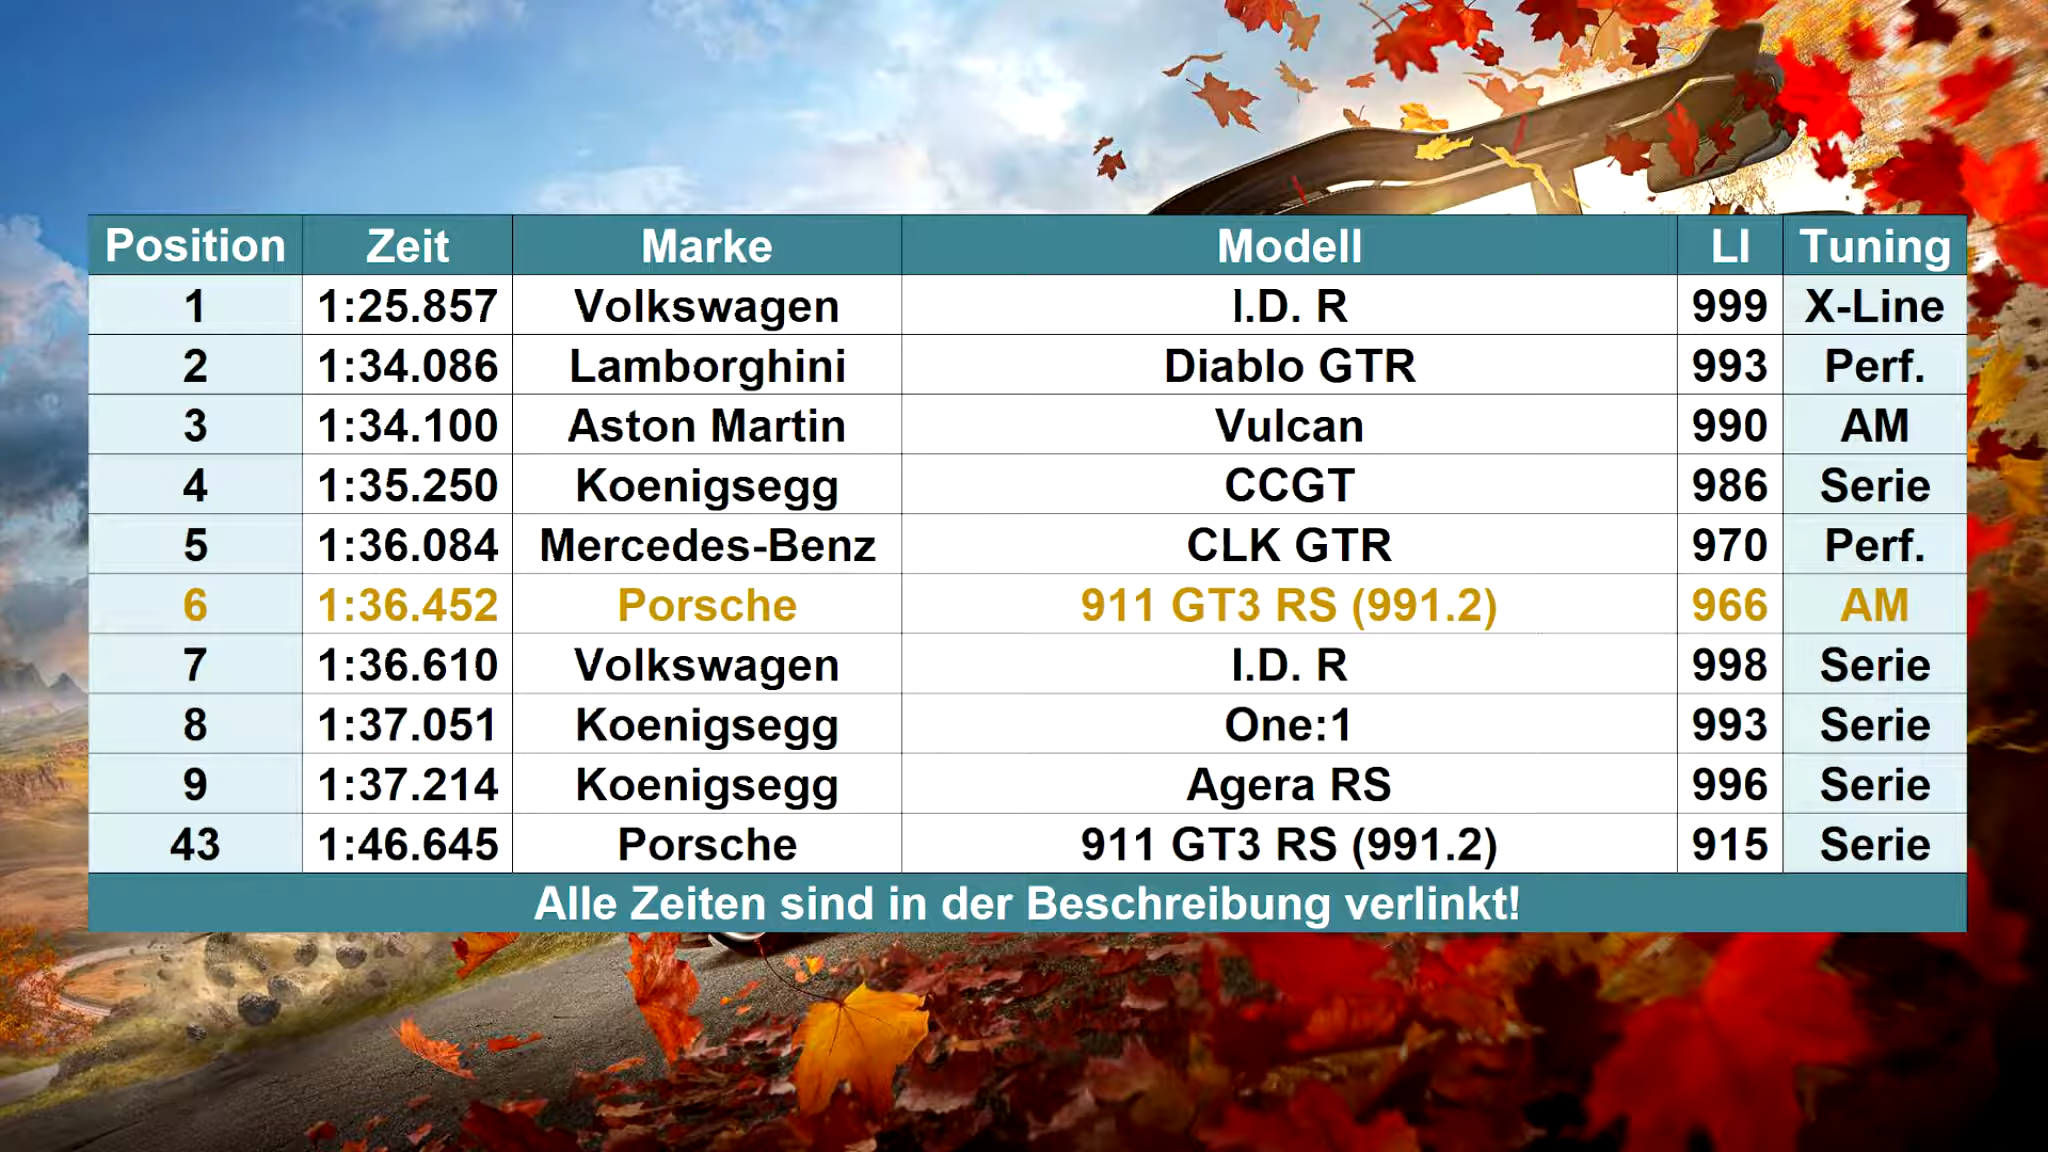 Position Zeit Marke Modell LI Tuning
1 1:25.857 Volkswagen I.D. R 999 X-Line
2 1:34.086 Lamborghini Diablo GTR 993 Perf.
3 1:34.100 Aston Martin Vulcan 990 AM
4 1:35.250 Koenigsegg CCGT 986 Serie
5 1:36.084 Mercedes-Benz CLK GTR 970 Perf.
6 1:36.452 Porsche 911 GT3 RS (991.2) 966 AM
7 1:36.610 Volkswagen I.D. R 998 Serie
8 1:37.051 Koenigsegg One:1 993 Serie
9 1:37.214 Koenigsegg Agera RS 996 Serie
43 1:46.645 Porsche 911 GT3 RS (991.2) 915 Serie
Alle Zeiten sind in der Beschreibung verlinkt!